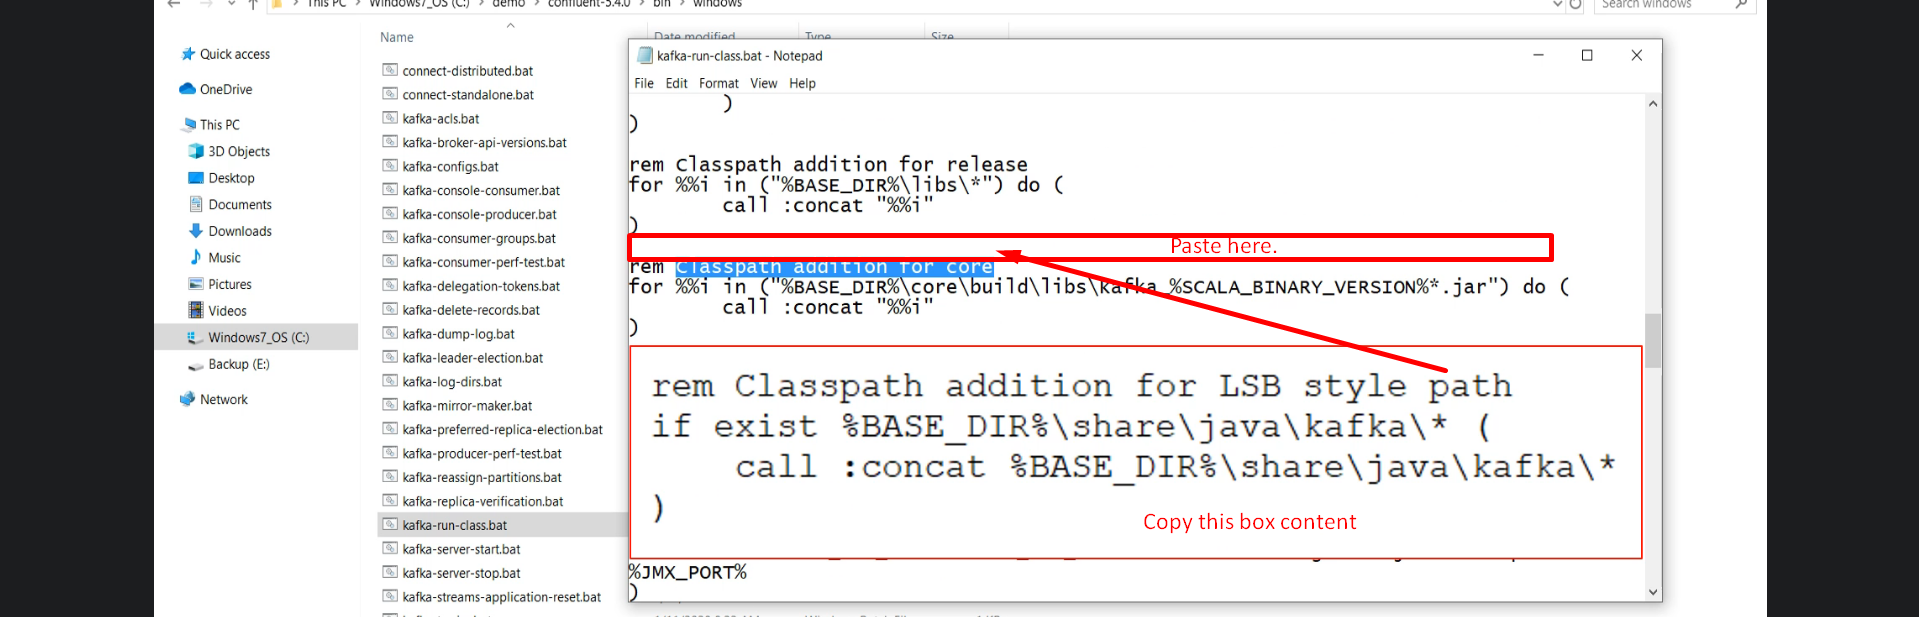 This PC > Windows7_OS (C:) > demo > confluent-5.4.0 > bin > windows
Search windows
Quick access
OneDrive
This PC
3D Objects
Desktop
Documents
Downloads
Music
Pictures
Videos
Windows7_OS (C:)
Backup (E:)
Network
Name
Date modified
Type
Size
connect-distributed.bat
connect-standalone.bat
kafka-acls.bat
kafka-broker-api-versions.bat
kafka-configs.bat
kafka-console-consumer.bat
kafka-console-producer.bat
kafka-consumer-groups.bat
kafka-consumer-perf-test.bat
kafka-delegation-tokens.bat
kafka-delete-records.bat
kafka-dump-log.bat
kafka-leader-election.bat
kafka-log-dirs.bat
kafka-mirror-maker.bat
kafka-preferred-replica-election.bat
kafka-producer-perf-test.bat
kafka-reassign-partitions.bat
kafka-replica-verification.bat
kafka-run-class.bat
kafka-server-start.bat
kafka-server-stop.bat
kafka-streams-application-reset.bat
kafka-run-class.bat - Notepad
File Edit Format View Help
)
)
rem Classpath addition for release
for %%i in ("%BASE_DIR%\libs\*") do (
call :concat "%%i"
)
Paste here.
rem Classpath addition for core
for %%i in ("%BASE_DIR%\core\build\libs\kafka_%SCALA_BINARY_VERSION%*.jar") do (
call :concat "%%i"
)
rem Classpath addition for LSB style path
if exist %BASE_DIR%\share\java\kafka\* (
call :concat %BASE_DIR%\share\java\kafka\*
)
Copy this box content
%JMX_PORT%
)